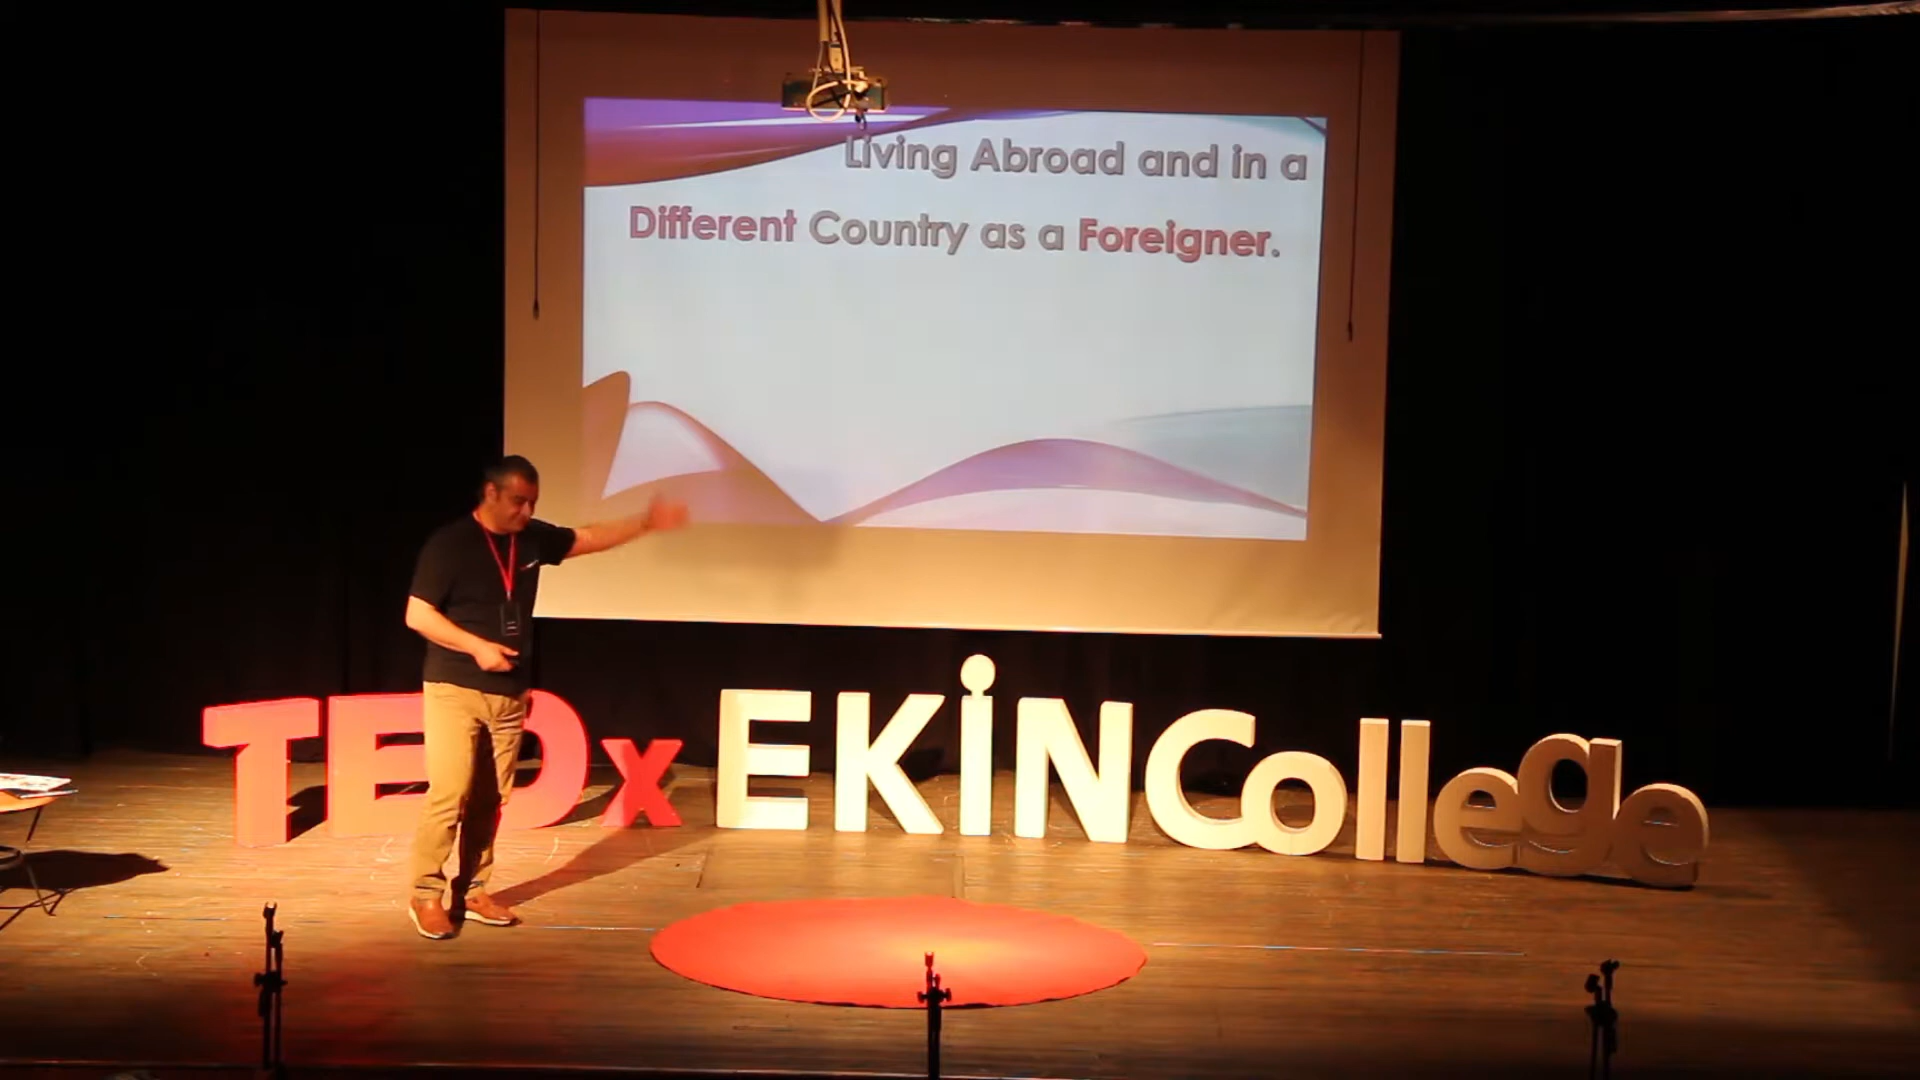 Living Abroad and in a
Different Country as a Foreigner.
TEDx EKİNCollege